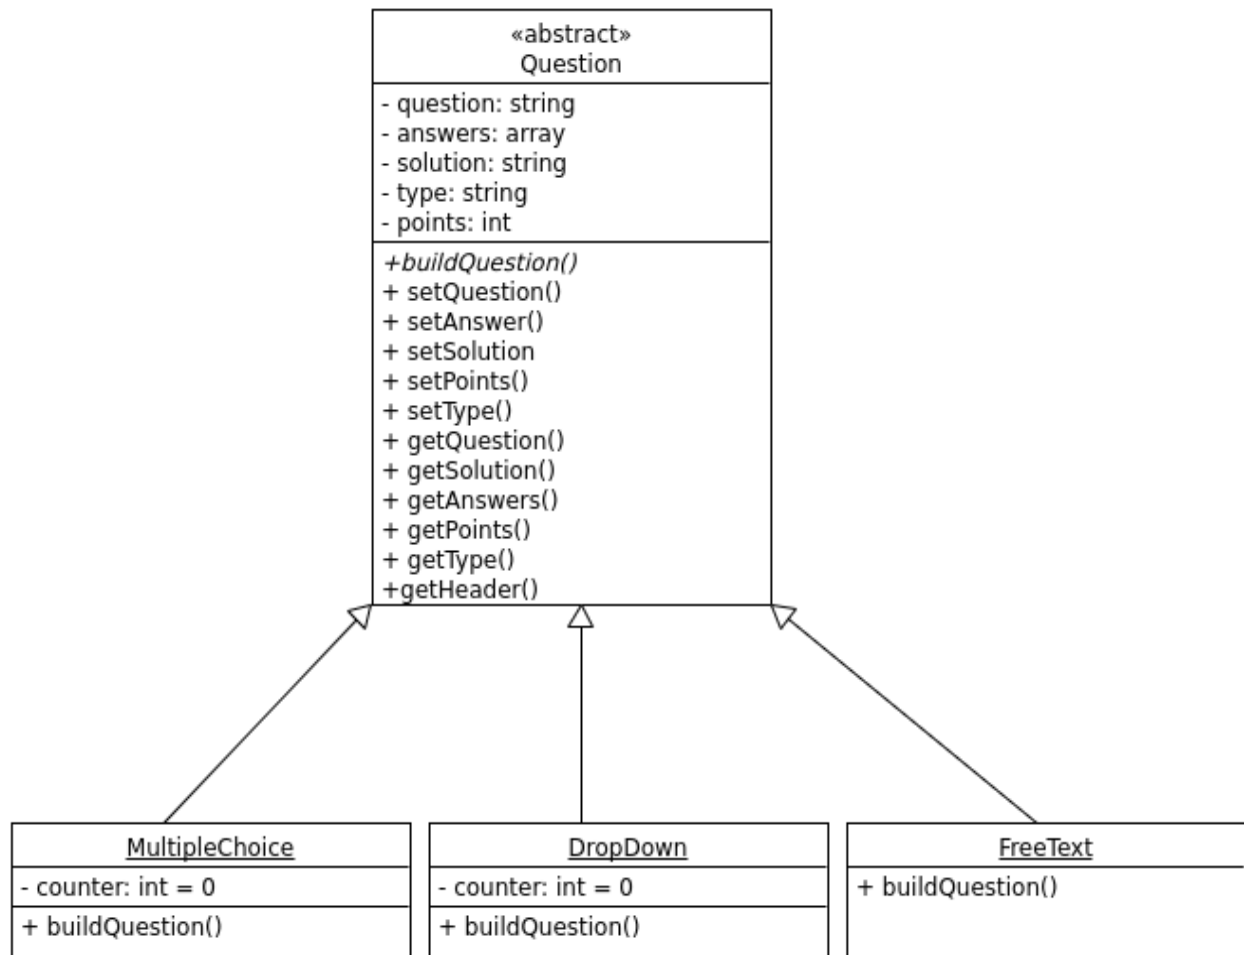 «abstract»
Question
- question: string
- answers: array
- solution: string
- type: string
- points: int
+buildQuestion()
+ setQuestion()
+ setAnswer()
+ setSolution
+ setPoints()
+ setType()
+ getQuestion()
+ getSolution()
+ getAnswers()
+ getPoints()
+ getType()
+getHeader()
MultipleChoice
- counter: int = 0
+ buildQuestion()
DropDown
- counter: int = 0
+ buildQuestion()
FreeText
+ buildQuestion()